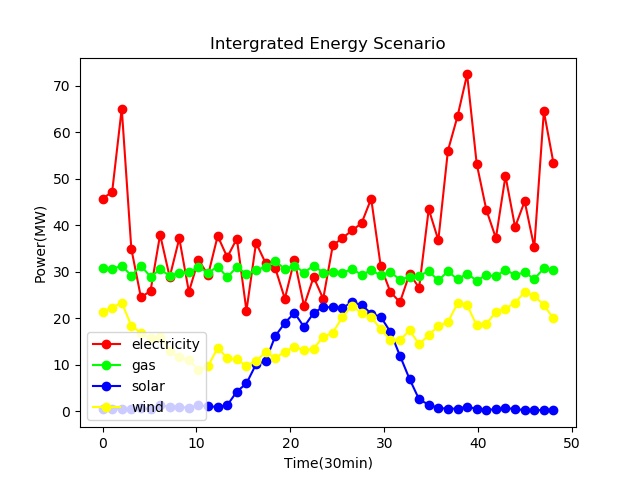 Intergrated Energy Scenario
Power(MW)
70
60
50
40
30
20
10
0
electricity
gas
solar
wind
0 10 20 30 40 50
Time(30min)